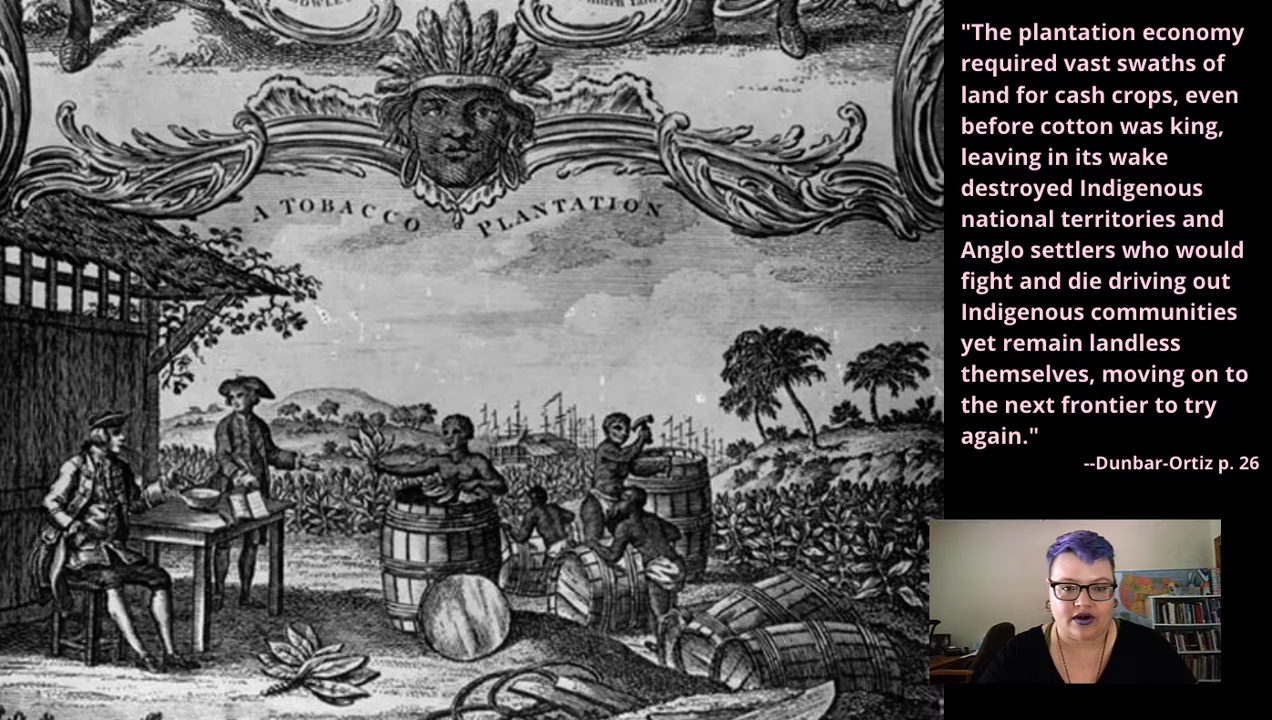 A TOBACCO PLANTATION
"The plantation economy
required vast swaths of
land for cash crops, even
before cotton was king,
leaving in its wake
destroyed Indigenous
national territories and
Anglo settlers who would
fight and die driving out
Indigenous communities
yet remain landless
themselves, moving on to
the next frontier to try
again."
--Dunbar-Ortiz p. 26